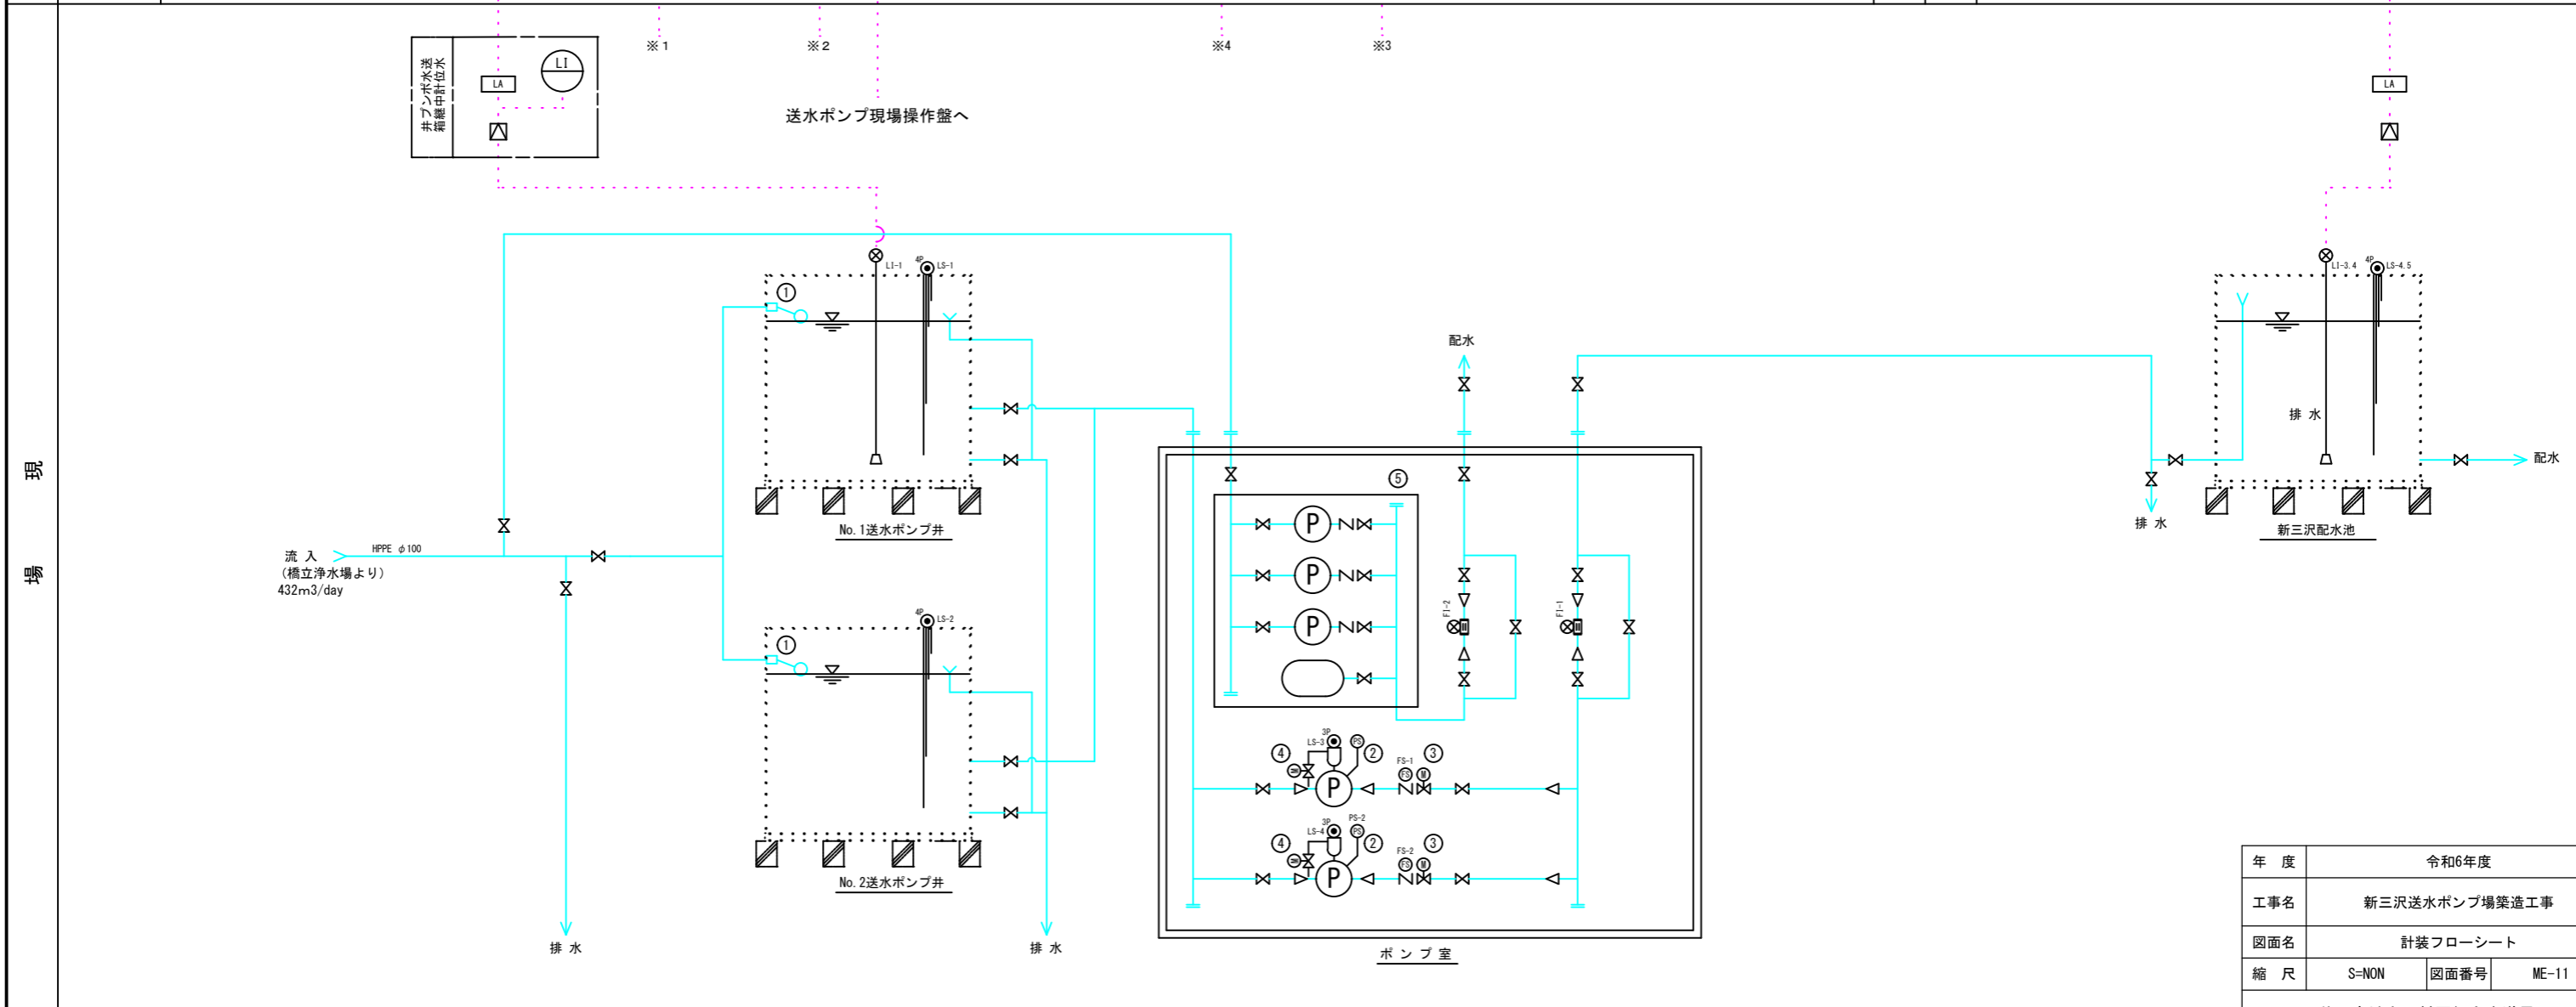 ※1
※2
※4
※3
送水ポンプ井
水位計中継箱
LA
LI
送水ポンプ現場操作盤へ
LA
LI-1
4P
LS-1
①
No.1送水ポンプ井
流 入
(橋立浄水場より)
432m3/day
HPPE φ100
4P
LS-2
①
No.2送水ポンプ井
排 水
排 水
現
場
配水
⑤
P
P
P
FI-2
FI-1
④
3P
LS-3
PS
②
P
FS-1
FS
M
③
M
④
3P
LS-4
PS-2
PS
②
P
FS-2
FS
M
③
M
ポ ン プ 室
LI-3.4
4P
LS-4.5
排 水
配水
排 水
新三沢配水池
年 度 令和6年度
工事名 新三沢送水ポンプ場築造工事
図面名 計装フローシート
縮 尺 S=NON 図面番号 ME-11